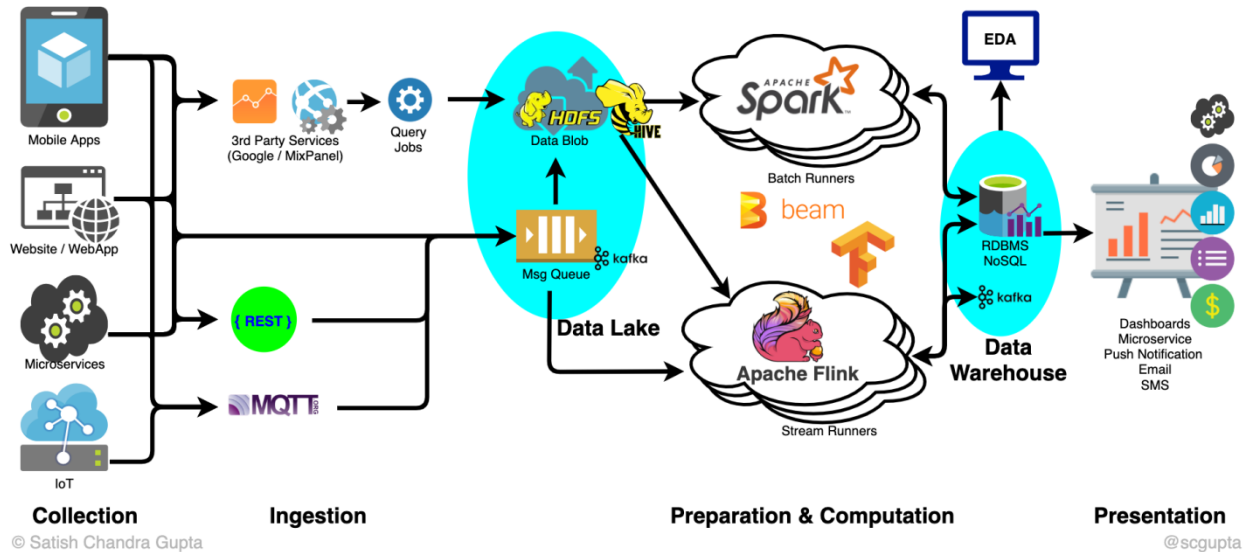 Mobile Apps
Website / WebApp
Microservices
IoT
3rd Party Services
(Google / MixPanel)
Query
Jobs
{ REST }
MQTT
.ORG
HDFS
HIVE
Data Blob
Msg Queue
kafka
Data Lake
APACHE
Spark™
Batch Runners
beam
Apache Flink
Stream Runners
EDA
RDBMS
NoSQL
kafka
Data
Warehouse
Dashboards
Microservice
Push Notification
Email
SMS
$
Collection
Ingestion
Preparation & Computation
Presentation
© Satish Chandra Gupta
@scgupta